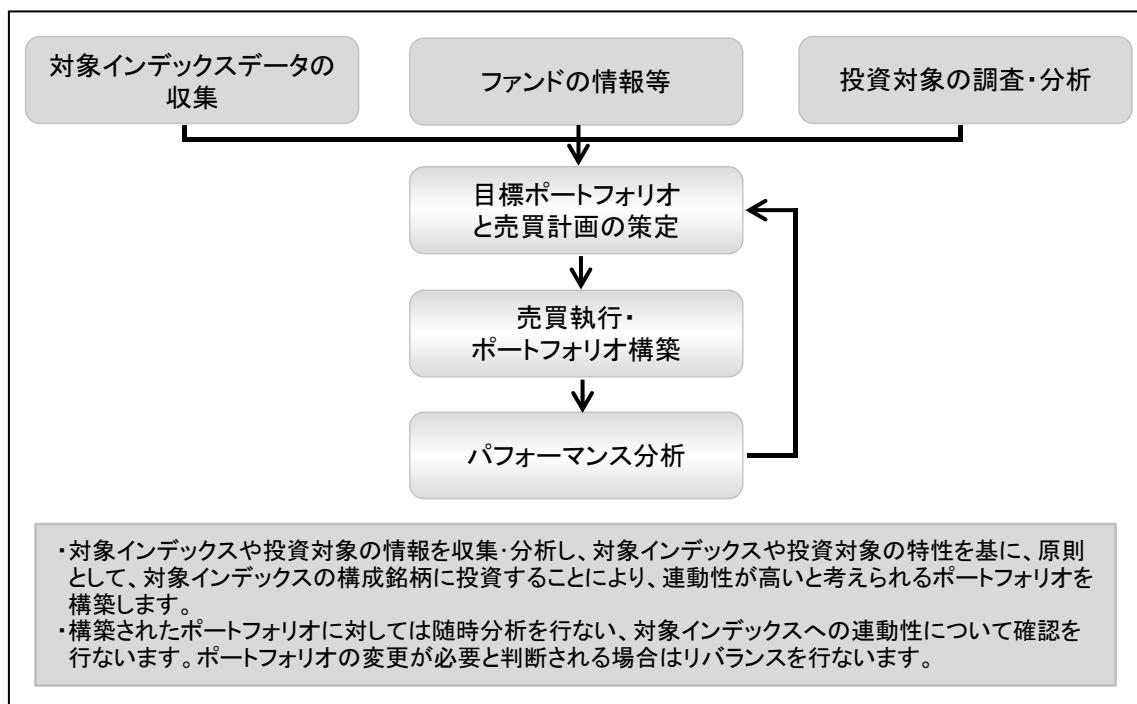 対象インデックスデータの
収集
ファンドの情報等
投資対象の調査・分析
目標ポートフォリオ
と売買計画の策定
売買執行・
ポートフォリオ構築
パフォーマンス分析
・対象インデックスや投資対象の情報を収集・分析し、対象インデックスや投資対象の特性を基に、原則
として、対象インデックスの構成銘柄に投資することにより、連動性が高いと考えられるポートフォリオを
構築します。
・構築されたポートフォリオに対しては随時分析を行ない、対象インデックスへの連動性について確認を
行ないます。ポートフォリオの変更が必要と判断される場合はリバランスを行ないます。